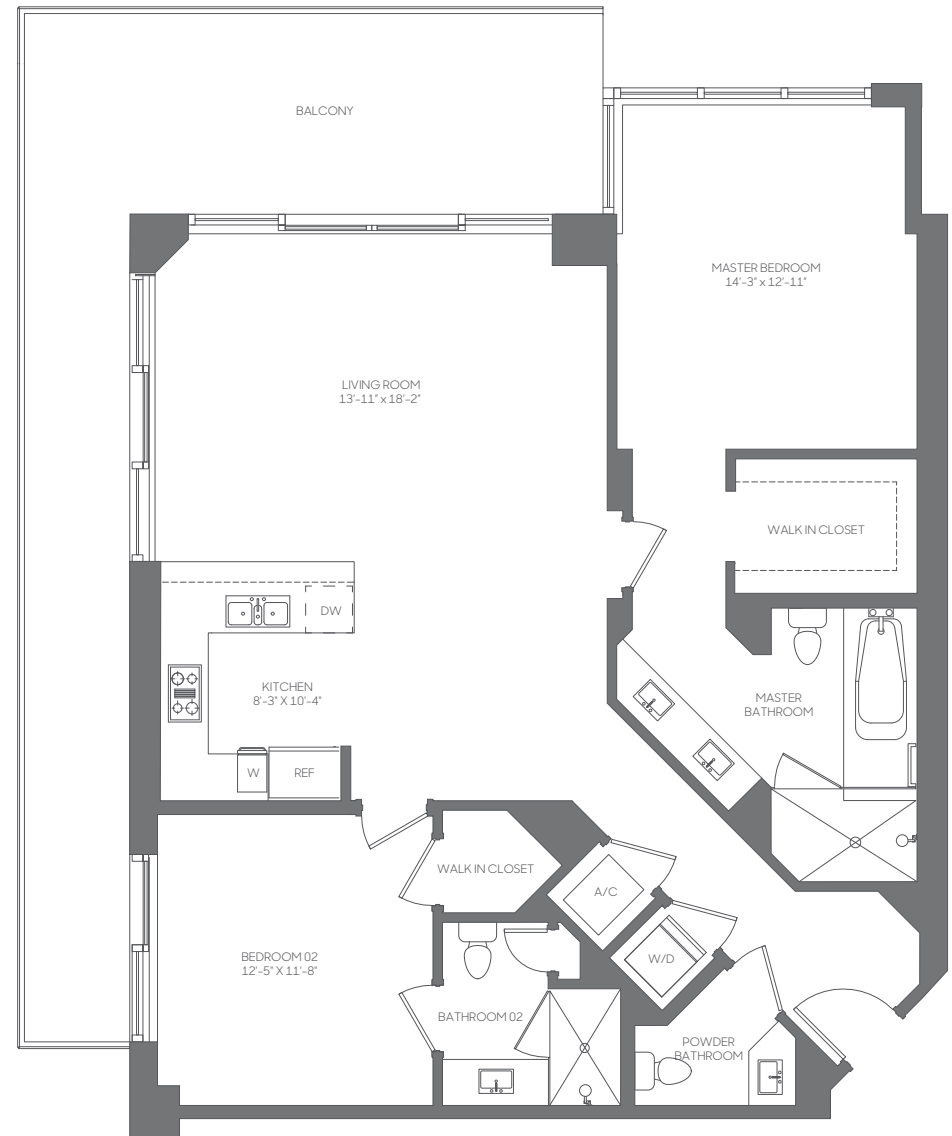 BALCONY
MASTER BEDROOM
14'-3" x 12'-11"
LIVING ROOM
13'-11" x 18'-2"
WALK IN CLOSET
DW
KITCHEN
8'-3" X 10'-4"
MASTER
BATHROOM
W
REF
WALK IN CLOSET
A/C
BEDROOM 02
12'-5" X 11'-8"
W/D
BATHROOM 02
POWDER
BATHROOM